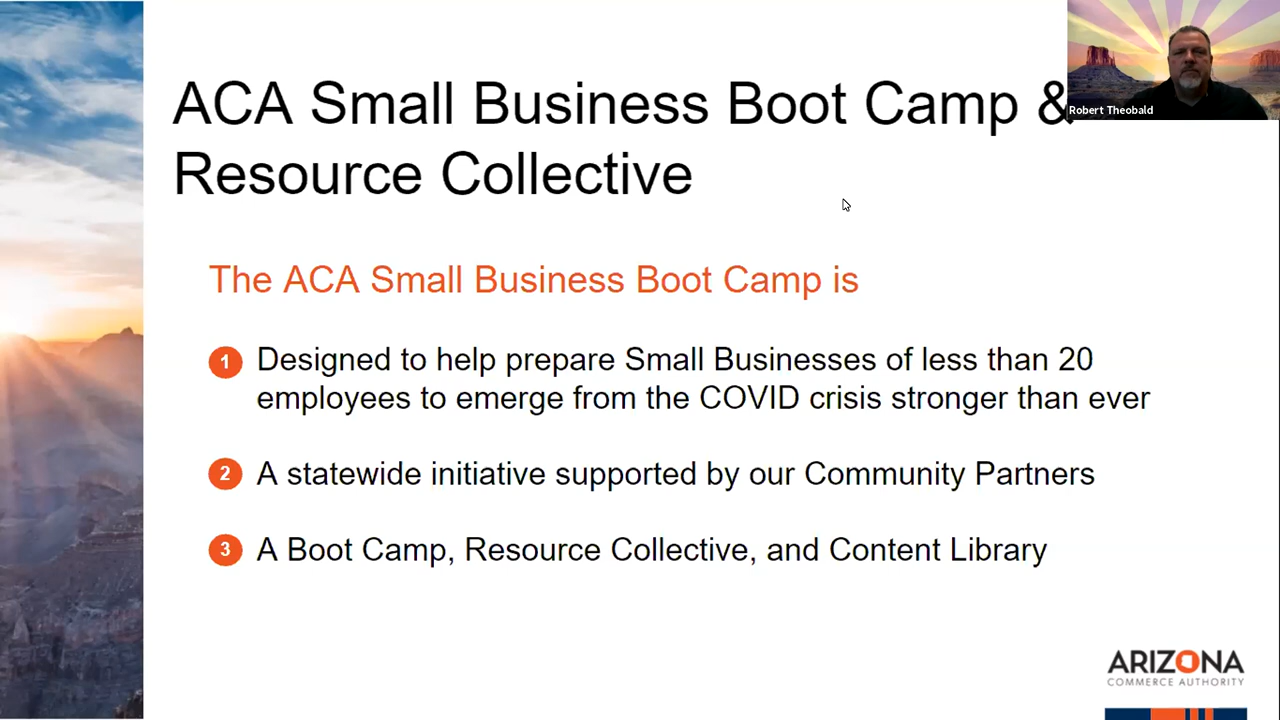 ACA Small Business Boot Camp &
Resource Collective
Robert Theobald
The ACA Small Business Boot Camp is
1 Designed to help prepare Small Businesses of less than 20
employees to emerge from the COVID crisis stronger than ever
2 A statewide initiative supported by our Community Partners
3 A Boot Camp, Resource Collective, and Content Library
ARIZONA
COMMERCE AUTHORITY